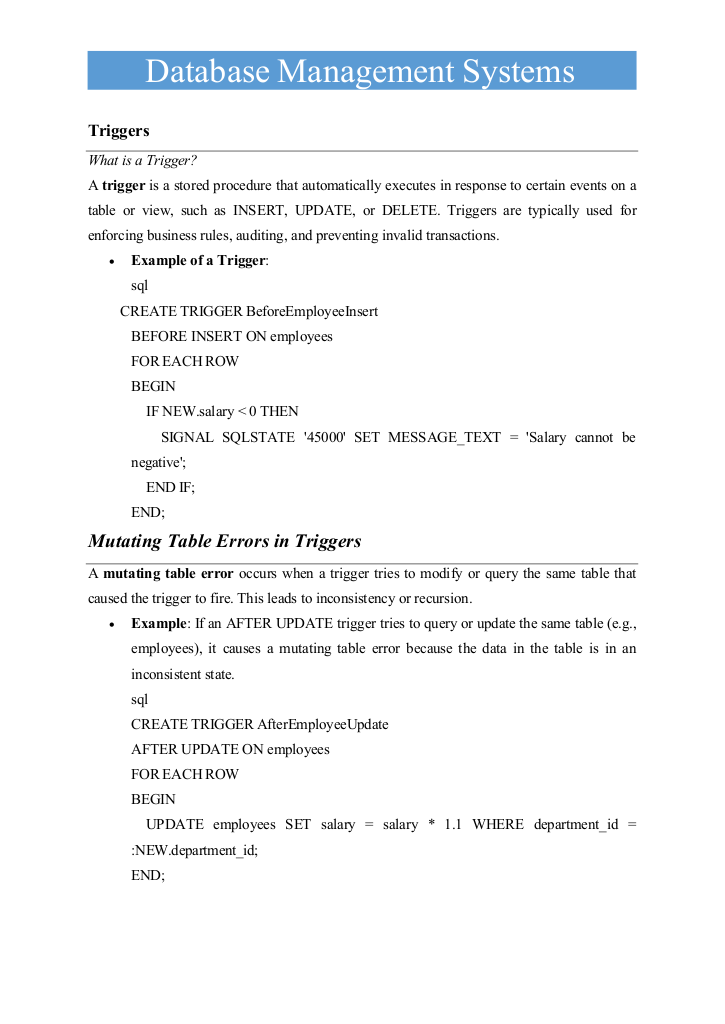 Database Management Systems
Triggers
What is a Trigger?
A trigger is a stored procedure that automatically executes in response to certain events on a
table or view, such as INSERT, UPDATE, or DELETE. Triggers are typically used for
enforcing business rules, auditing, and preventing invalid transactions.
• Example of a Trigger:
sql
CREATE TRIGGER BeforeEmployeeInsert
BEFORE INSERT ON employees
FOR EACH ROW
BEGIN
IF NEW.salary < 0 THEN
SIGNAL SQLSTATE '45000' SET MESSAGE_TEXT = 'Salary cannot be
negative';
END IF;
END;
Mutating Table Errors in Triggers
A mutating table error occurs when a trigger tries to modify or query the same table that
caused the trigger to fire. This leads to inconsistency or recursion.
• Example: If an AFTER UPDATE trigger tries to query or update the same table (e.g.,
employees), it causes a mutating table error because the data in the table is in an
inconsistent state.
sql
CREATE TRIGGER AfterEmployeeUpdate
AFTER UPDATE ON employees
FOR EACH ROW
BEGIN
UPDATE employees SET salary = salary * 1.1 WHERE department_id =
:NEW.department_id;
END;